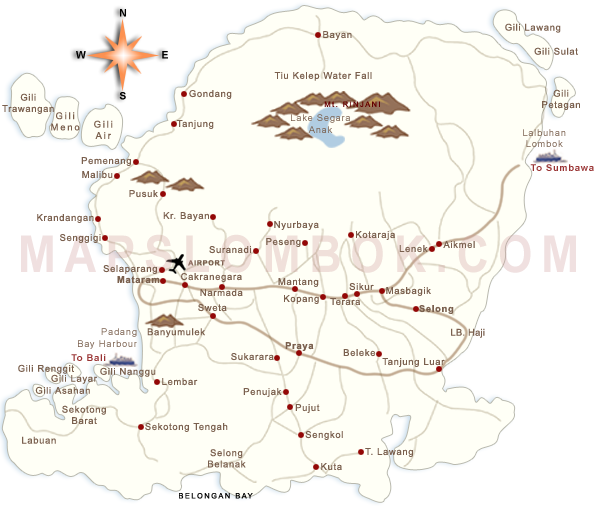 N
W
E
S
Gili Lawang
Gili Sulat
Gili
Petagan
Bayan
Tiu Kelep Water Fall
Gili
Trawangan
Gili
Meno
Gili
Air
Gondang
Mt. RINJANI
Lake Segara
Anak
Tanjung
Lalbuhan
Lombok
To Sumbawa
Pemenang
Malibu
Pusuk
Krandangan
Kr. Bayan
Nyurbaya
Senggigi
Peseng
Kotaraja
Suranadi
Lenek
Aikmel
MARSLOMBOK.COM
AIRPORT
Selaparang
Mataram
Cakranegara
Narmada
Mantang
Sikur
Masbagik
Kopang
Terara
Selong
Sweta
Padang
Bay Harbour
Banyumulek
LB. Haji
To Bali
Praya
Sukarara
Beleke
Tanjung Luar
Gili Renggit
Gili Layar
Gili Nanggu
Gili Asahan
Lembar
Penujak
Sekotong
Barat
Pujut
Sekotong Tengah
Labuan
Sengkol
Selong
Belanak
T. Lawang
Kuta
BELONGAN BAY